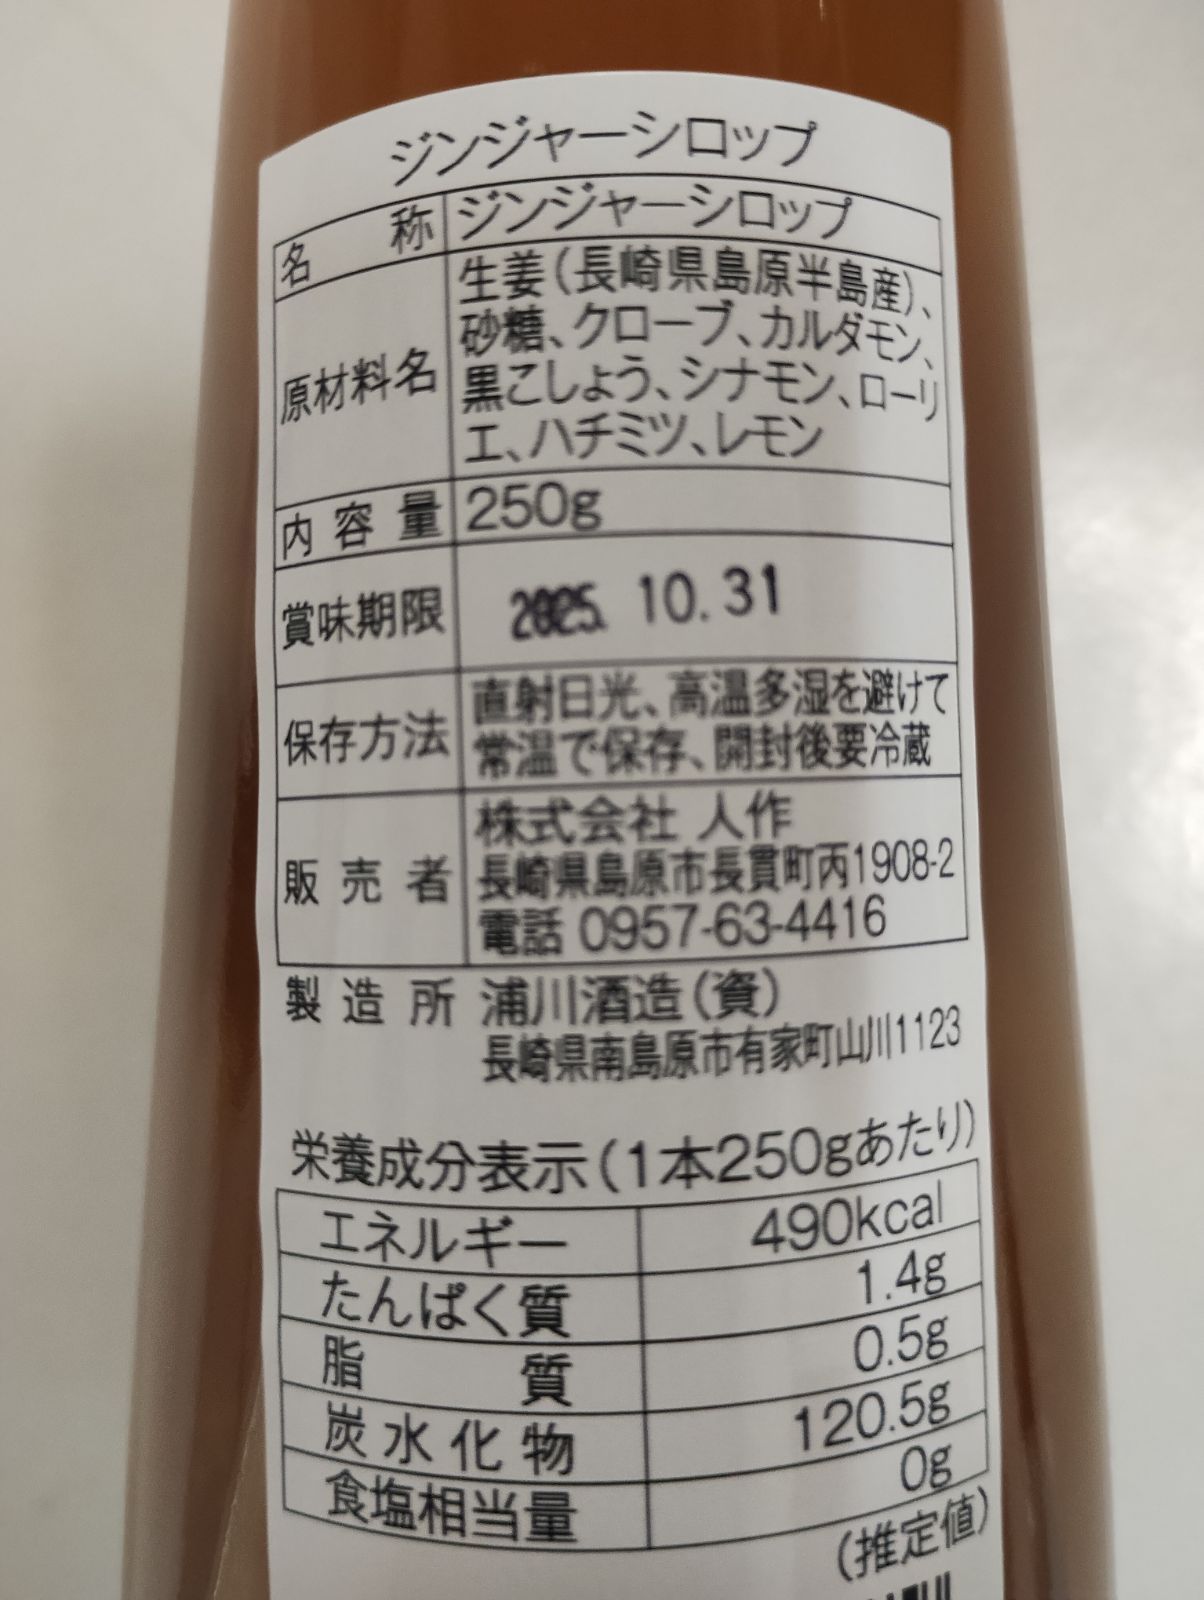 ジンジャーシロップ
名称 ジンジャーシロップ
原材料名 生姜(長崎県島原半島産)、
砂糖、クローブ、カルダモン、
黒こしょう、シナモン、ローリ
エ、ハチミツ、レモン
内容量 250g
賞味期限 2025. 10. 31
保存方法 直射日光、高温多湿を避けて
常温で保存、開封後要冷蔵
販売者 株式会社 人作
長崎県島原市長貫町丙1908-2
電話 0957-63-4416
製造所 浦川酒造(資)
長崎県南島原市有家町山川1123
栄養成分表示(1本250gあたり)
エネルギー 490kcal
たんぱく質 1.4g
脂質 0.5g
炭水化物 120.5g
食塩相当量 0g
(推定値)